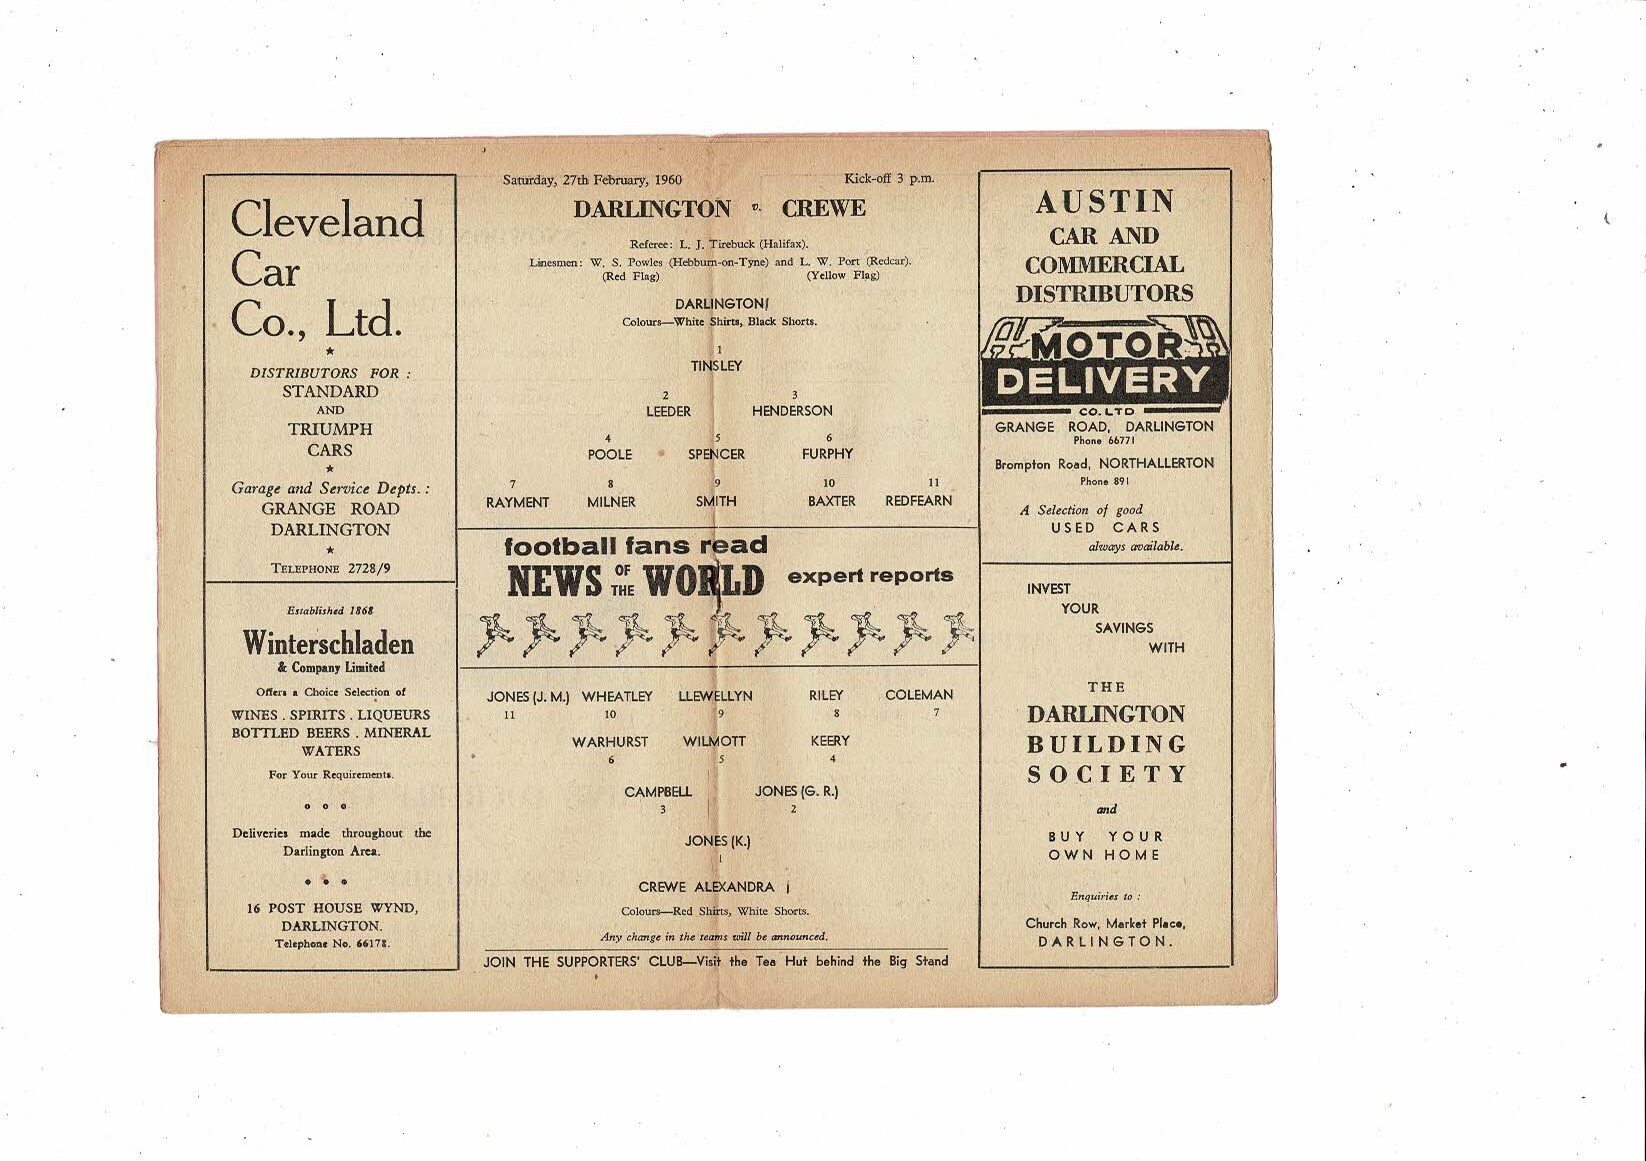 Cleveland
Car
Co., Ltd.
DISTRIBUTORS FOR :
STANDARD
AND
TRIUMPH
CARS
Garage and Service Depts. :
GRANGE ROAD
DARLINGTON
TELEPHONE 2728/9
Established 1868
Winterschladen
& Company Limited
Offers a Choice Selection of
WINES . SPIRITS . LIQUEURS
BOTTLED BEERS . MINERAL
WATERS
For Your Requirements.
Deliveries made throughout the
Darlington Area.
16 POST HOUSE WYND,
DARLINGTON.
Telephone No. 66178.
Saturday, 27th February, 1960 Kick-off 3 p.m.
DARLINGTON v. CREWE
Referee: L. J. Tirebuck (Halifax).
Linesmen: W. S. Powles (Hebburn-on-Tyne) and L. W. Port (Redcar).
(Red Flag) (Yellow Flag)
DARLINGTON
Colours—White Shirts, Black Shorts.
1
TINSLEY
2 3
LEEDER HENDERSON
4 5 6
POOLE SPENCER FURPHY
7 8 9 10 11
RAYMENT MILNER SMITH BAXTER REDFEARN
football fans read
NEWS OF THE WORLD expert reports
JONES (J. M.) WHEATLEY LLEWELLYN RILEY COLEMAN
11 10 9 8 7
WARHURST WILMOTT KEERY
6 5 4
CAMPBELL JONES (G. R.)
3 2
JONES (K.)
1
CREWE ALEXANDRA
Colours—Red Shirts, White Shorts.
Any change in the teams will be announced.
JOIN THE SUPPORTERS' CLUB—Visit the Tea Hut behind the Big Stand
AUSTIN
CAR AND
COMMERCIAL
DISTRIBUTORS
MOTOR
DELIVERY
CO. LTD
GRANGE ROAD, DARLINGTON
Phone 66771
Brompton Road, NORTHALLERTON
Phone 891
A Selection of good
USED CARS
always available.
INVEST
YOUR
SAVINGS
WITH
THE
DARLINGTON
BUILDING
SOCIETY
and
BUY YOUR
OWN HOME
Enquiries to :
Church Row, Market Place,
DARLINGTON.